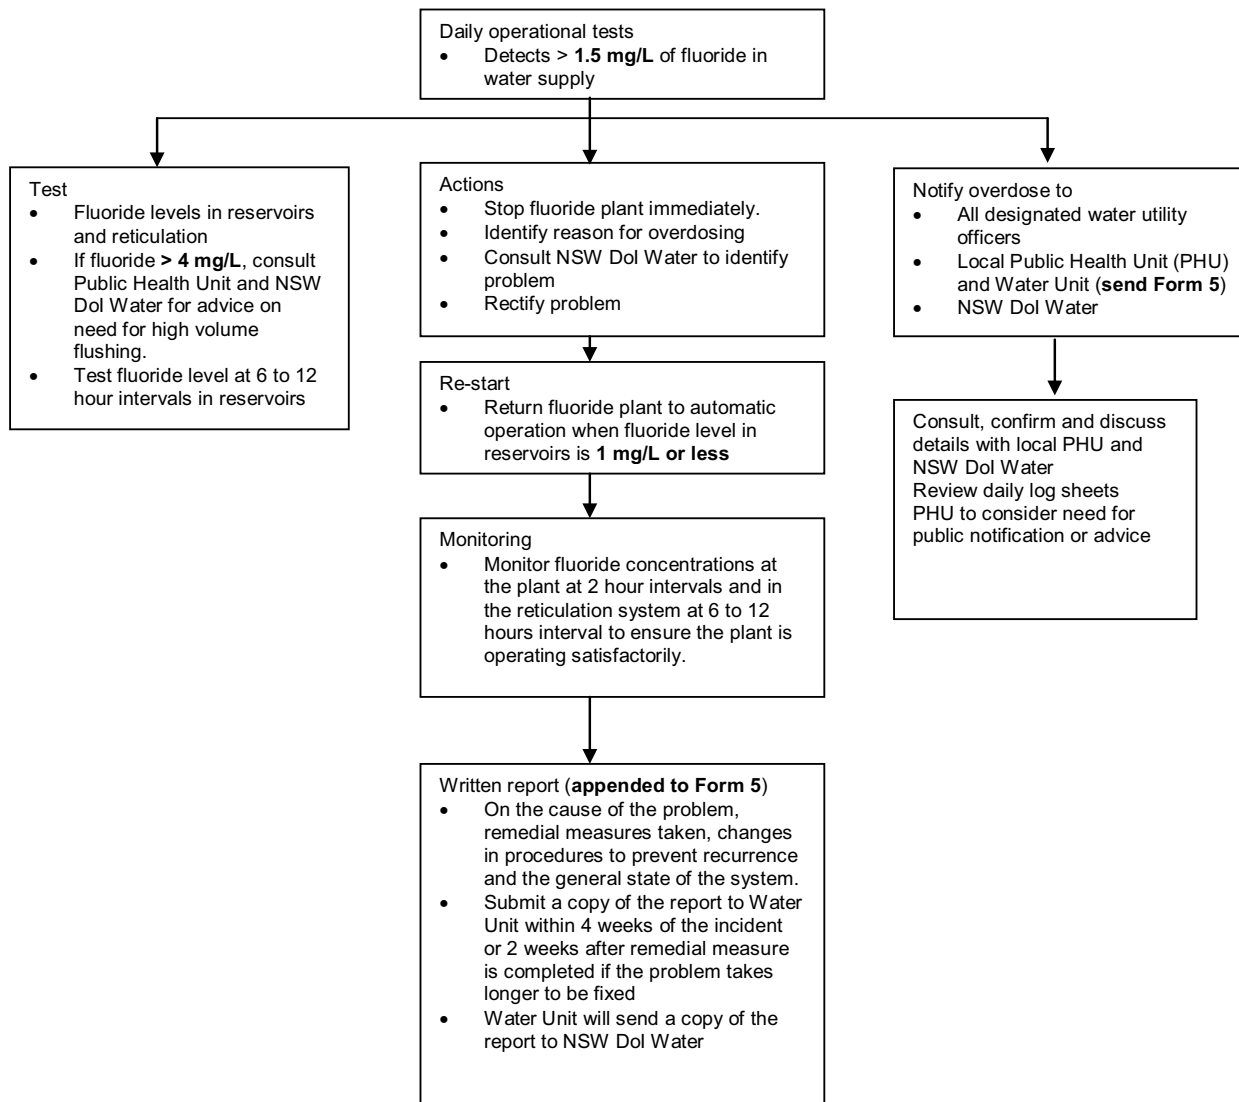 Daily operational tests
• Detects > 1.5 mg/L of fluoride in
water supply
Test
• Fluoride levels in reservoirs
and reticulation
• If fluoride > 4 mg/L, consult
Public Health Unit and NSW
DoI Water for advice on
need for high volume
flushing.
• Test fluoride level at 6 to 12
hour intervals in reservoirs
Actions
• Stop fluoride plant immediately.
• Identify reason for overdosing
• Consult NSW DoI Water to identify
problem
• Rectify problem
Notify overdose to
• All designated water utility
officers
• Local Public Health Unit (PHU)
and Water Unit (send Form 5)
• NSW DoI Water
Re-start
• Return fluoride plant to automatic
operation when fluoride level in
reservoirs is 1 mg/L or less
Consult, confirm and discuss
details with local PHU and
NSW DoI Water
Review daily log sheets
PHU to consider need for
public notification or advice
Monitoring
• Monitor fluoride concentrations at
the plant at 2 hour intervals and in
the reticulation system at 6 to 12
hours interval to ensure the plant is
operating satisfactorily.
Written report (appended to Form 5)
• On the cause of the problem,
remedial measures taken, changes
in procedures to prevent recurrence
and the general state of the system.
• Submit a copy of the report to Water
Unit within 4 weeks of the incident
or 2 weeks after remedial measure
is completed if the problem takes
longer to be fixed
• Water Unit will send a copy of the
report to NSW DoI Water